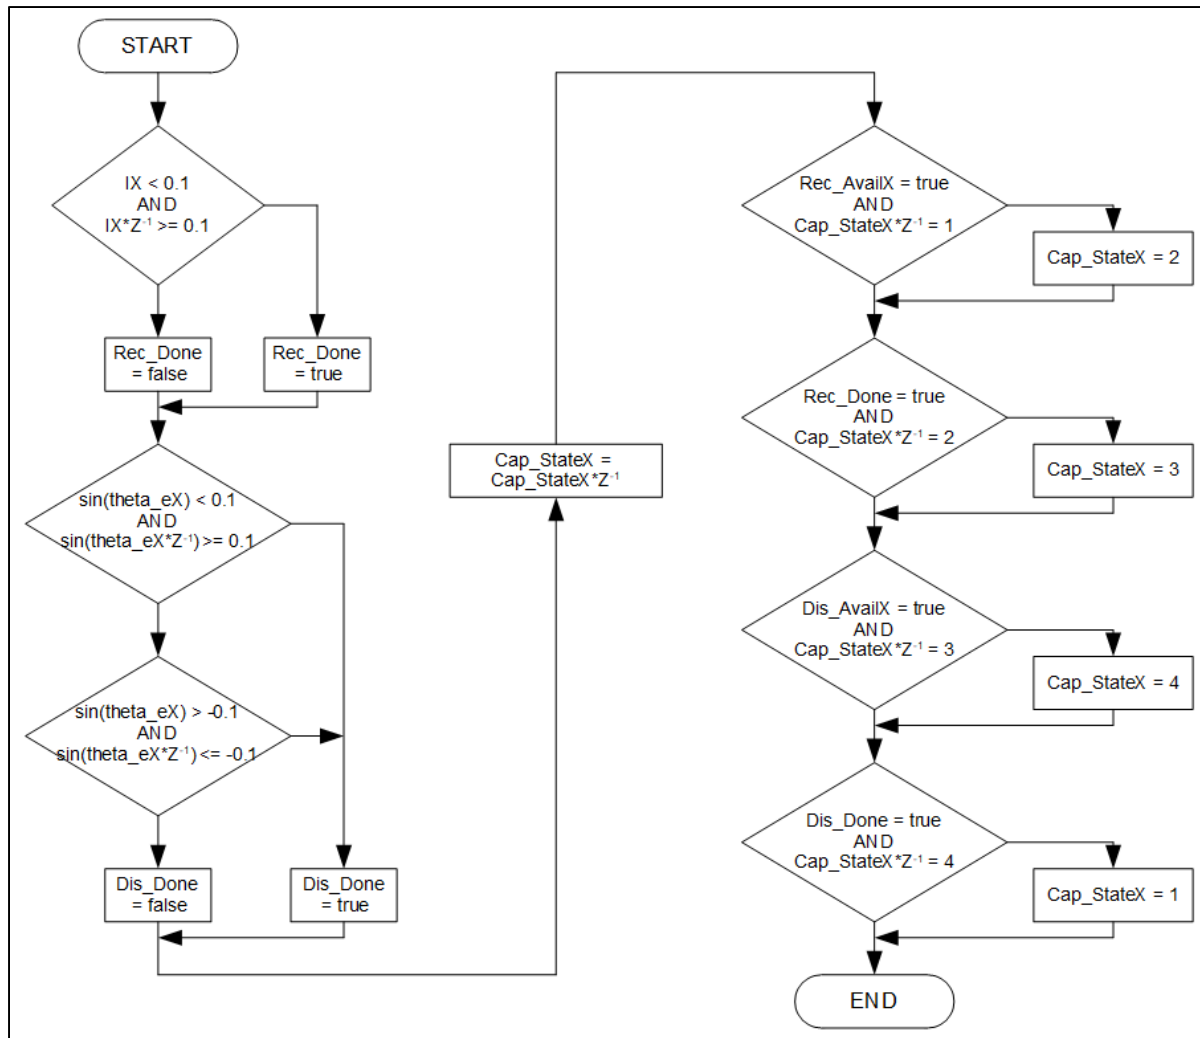 START
IX < 0.1
AND
IX*Z⁻¹ >= 0.1
Rec_Done
= false
Rec_Done
= true
sin(theta_eX) < 0.1
AND
sin(theta_eX*Z⁻¹) >= 0.1
sin(theta_eX) > -0.1
AND
sin(theta_eX*Z⁻¹) <= -0.1
Dis_Done
= false
Dis_Done
= true
Cap_StateX =
Cap_StateX*Z⁻¹
Rec_AvailX = true
AND
Cap_StateX*Z⁻¹ = 1
Cap_StateX = 2
Rec_Done = true
AND
Cap_StateX*Z⁻¹ = 2
Cap_StateX = 3
Dis_AvailX = true
AND
Cap_StateX*Z⁻¹ = 3
Cap_StateX = 4
Dis_Done = true
AND
Cap_StateX*Z⁻¹ = 4
Cap_StateX = 1
END